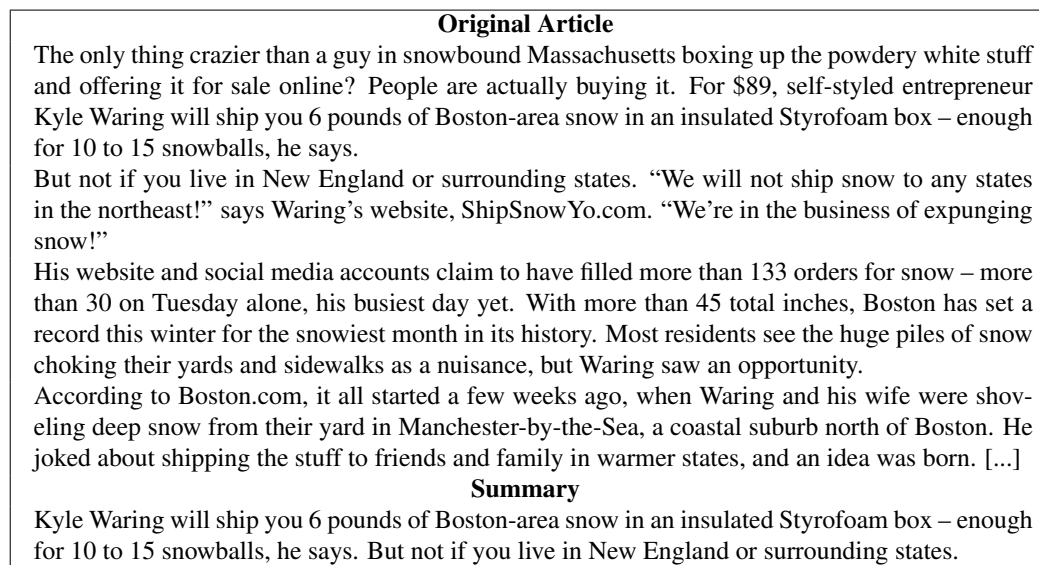 Original Article
The only thing crazier than a guy in snowbound Massachusetts boxing up the powdery white stuff
and offering it for sale online? People are actually buying it. For $89, self-styled entrepreneur
Kyle Waring will ship you 6 pounds of Boston-area snow in an insulated Styrofoam box – enough
for 10 to 15 snowballs, he says.
But not if you live in New England or surrounding states. “We will not ship snow to any states
in the northeast!” says Waring’s website, ShipSnowYo.com. “We’re in the business of expunging
snow!”
His website and social media accounts claim to have filled more than 133 orders for snow – more
than 30 on Tuesday alone, his busiest day yet. With more than 45 total inches, Boston has set a
record this winter for the snowiest month in its history. Most residents see the huge piles of snow
choking their yards and sidewalks as a nuisance, but Waring saw an opportunity.
According to Boston.com, it all started a few weeks ago, when Waring and his wife were shov-
eling deep snow from their yard in Manchester-by-the-Sea, a coastal suburb north of Boston. He
joked about shipping the stuff to friends and family in warmer states, and an idea was born. [...]
Summary
Kyle Waring will ship you 6 pounds of Boston-area snow in an insulated Styrofoam box – enough
for 10 to 15 snowballs, he says. But not if you live in New England or surrounding states.